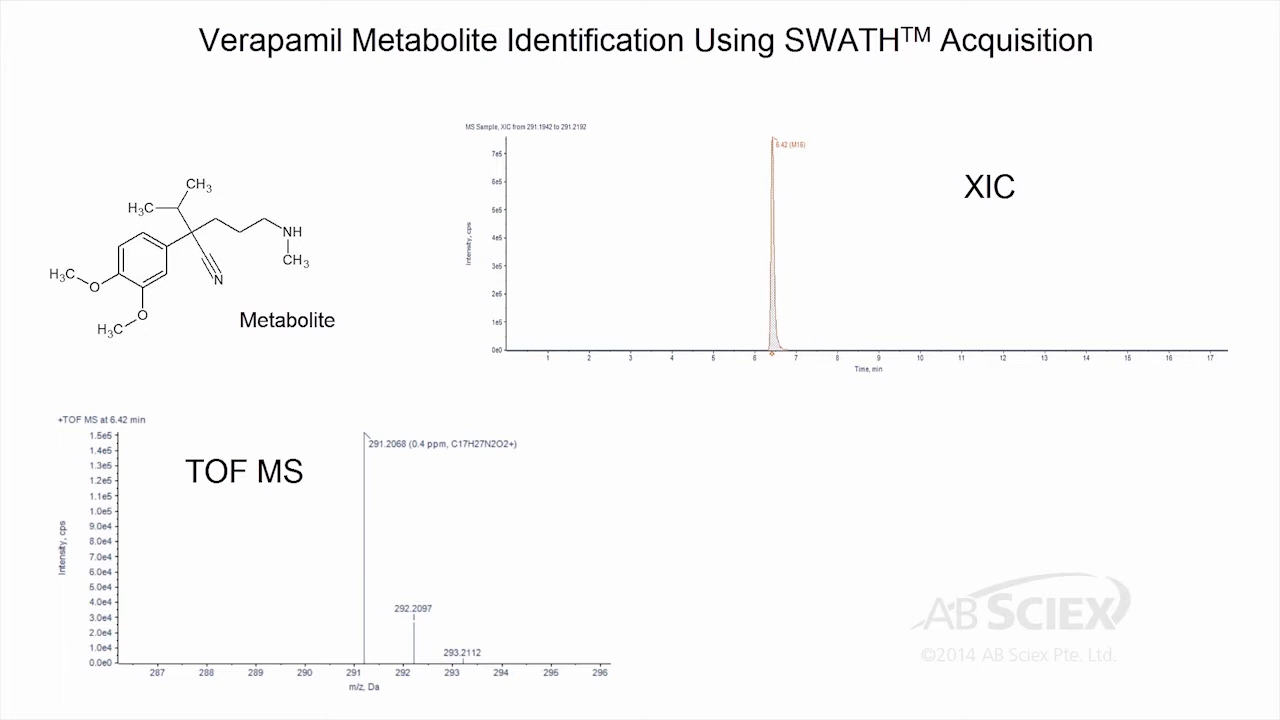 Verapamil Metabolite Identification Using SWATH™ Acquisition
MS Sample, XIC from 291.1942 to 291.2192
7e5
6e5
5e5
4e5
3e5
2e5
1e5
0e0
Intensity, cps
6.42 (M16)
XIC
1 2 3 4 5 6 7 8 9 10 11 12 13 14 15 16 17
Time, min
CH3
H3C
NH
CH3
N
H3C
O
O
H3C
Metabolite
+TOF MS at 6.42 min
1.5e5
1.4e5
1.3e5
1.2e5
1.1e5
1.0e5
9.0e4
8.0e4
7.0e4
6.0e4
5.0e4
4.0e4
3.0e4
2.0e4
1.0e4
0.0e0
Intensity, cps
TOF MS
291.2068 (0.4 ppm, C17H27N2O2+)
292.2097
293.2112
287 288 289 290 291 292 293 294 295 296
m/z, Da
AB SCIEX
©2014 AB Sciex Pte. Ltd.